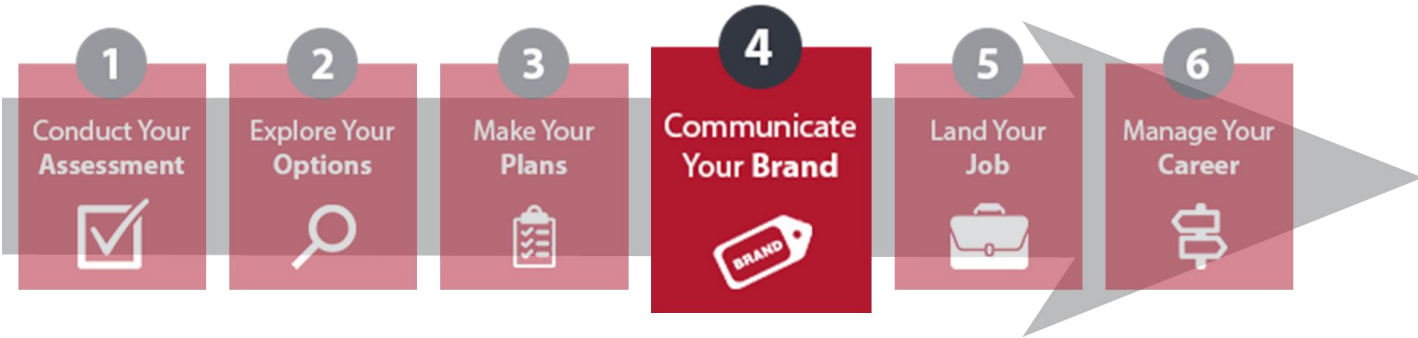 1
Conduct Your
Assessment
2
Explore Your
Options
3
Make Your
Plans
4
Communicate
Your Brand
BRAND
5
Land Your
Job
6
Manage Your
Career